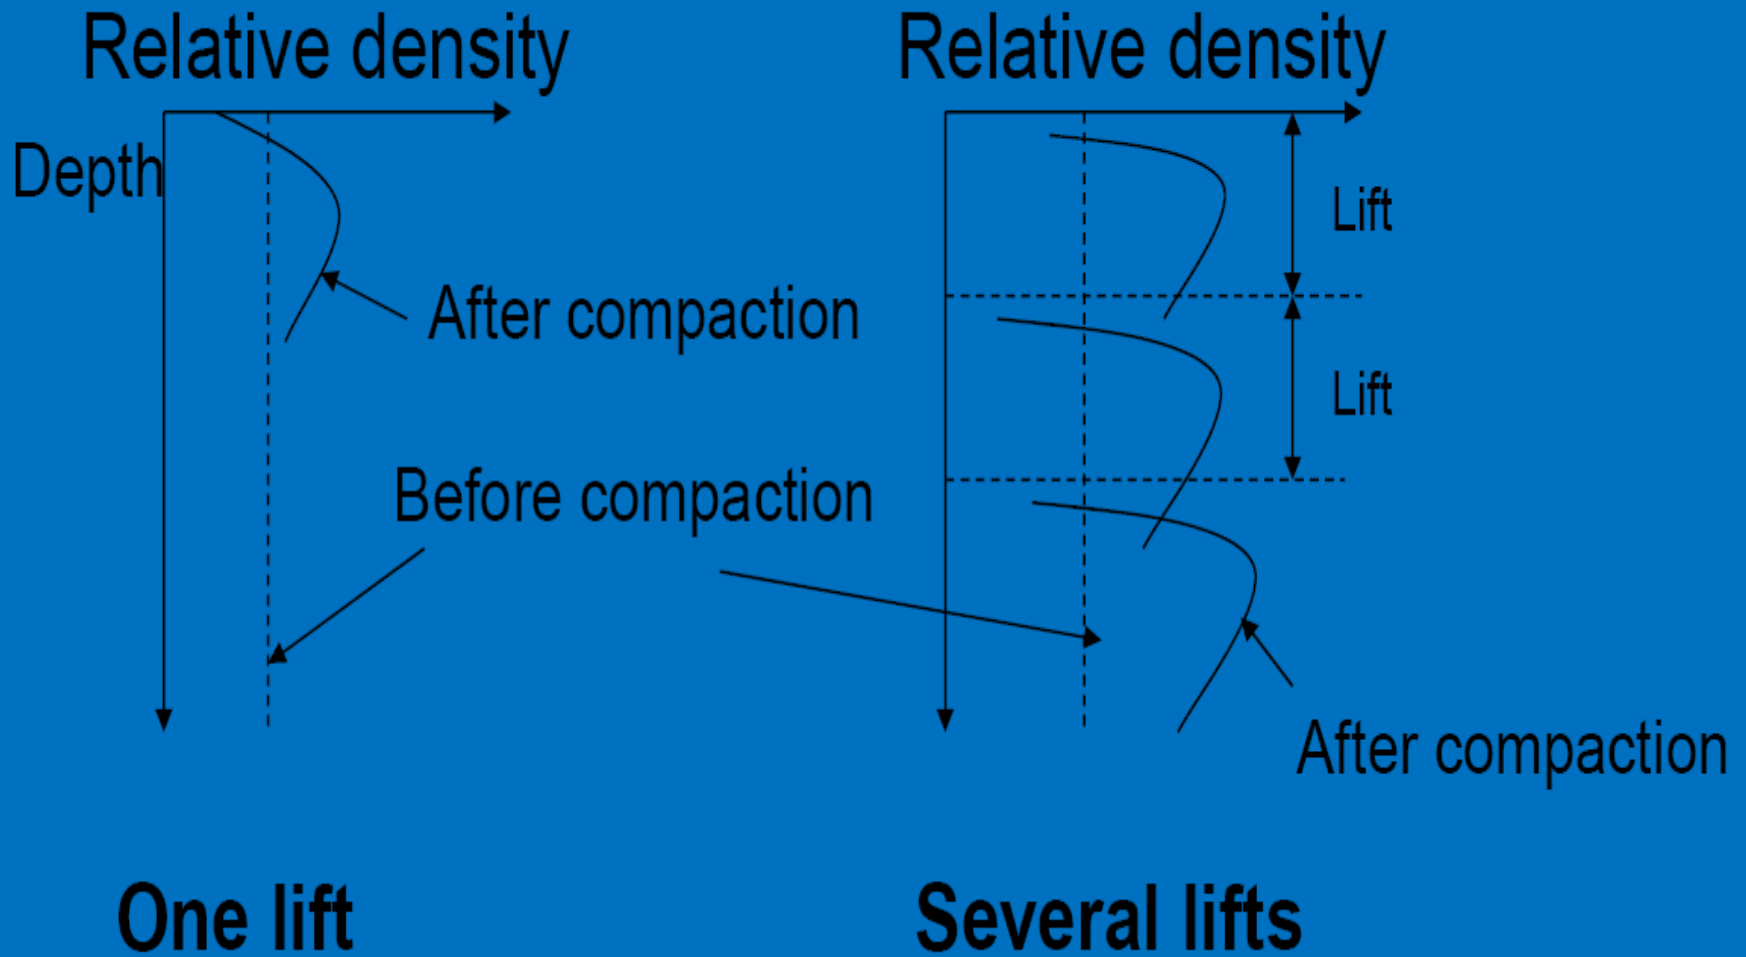 Relative density
Relative density
Depth
Lift
After compaction
Lift
Before compaction
After compaction
One lift
Several lifts